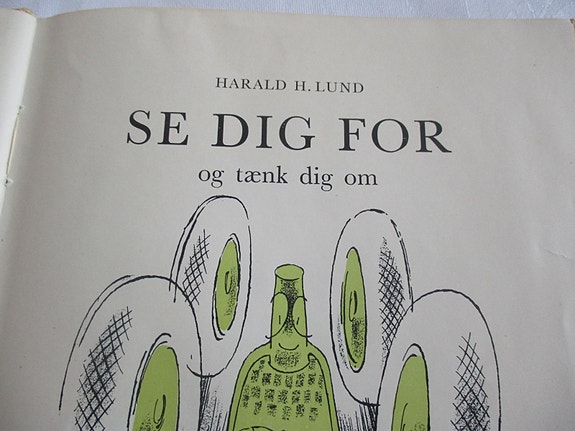 HARALD H. LUND
SE DIG FOR
og tænk dig om